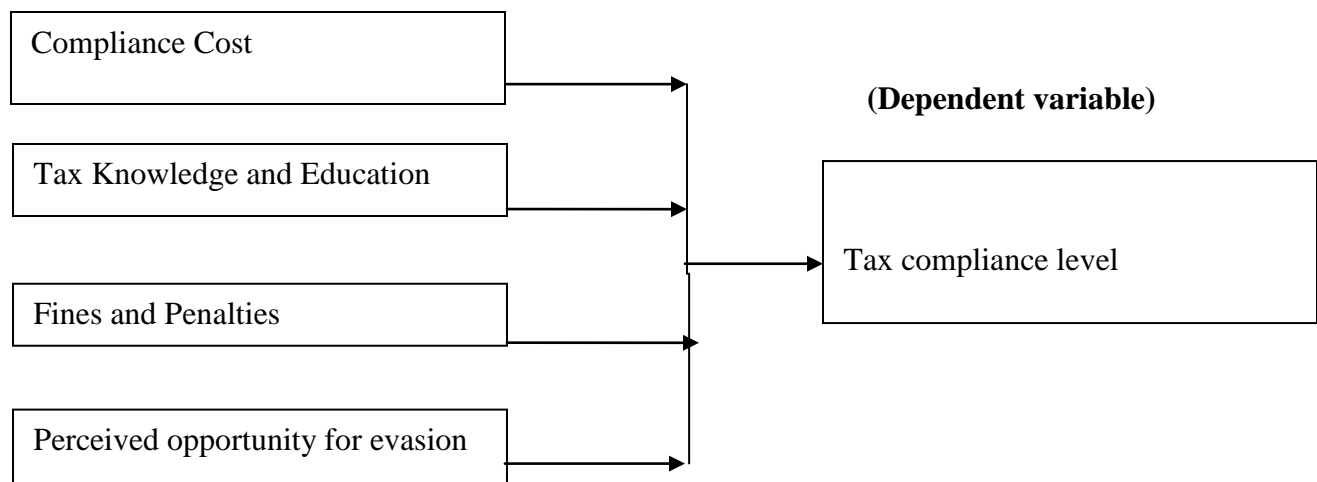 Compliance Cost
(Dependent variable)
Tax Knowledge and Education
Tax compliance level
Fines and Penalties
Perceived opportunity for evasion